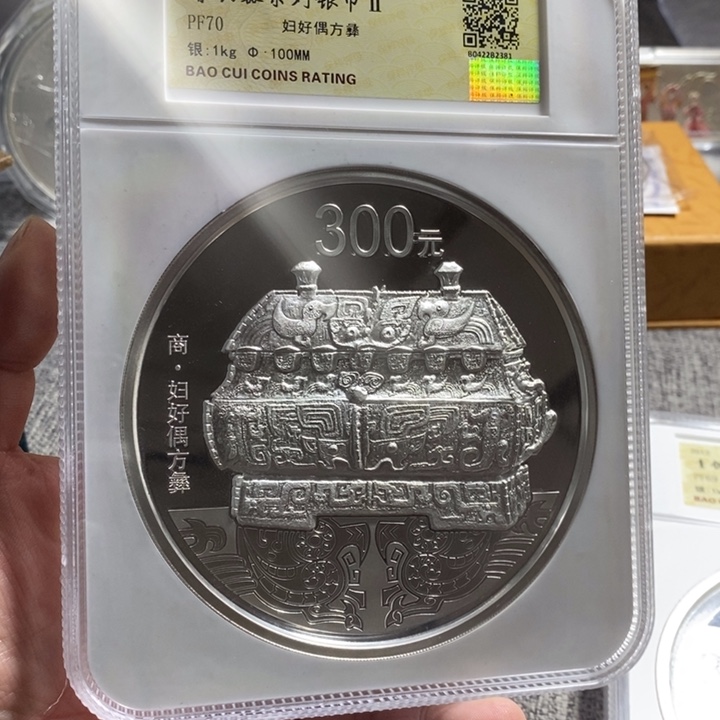 PF70 妇好偶方彝
银:1kg Φ·100MM
B0422B2381
BAO CUI COINS RATING
300元
商·妇好偶方彝